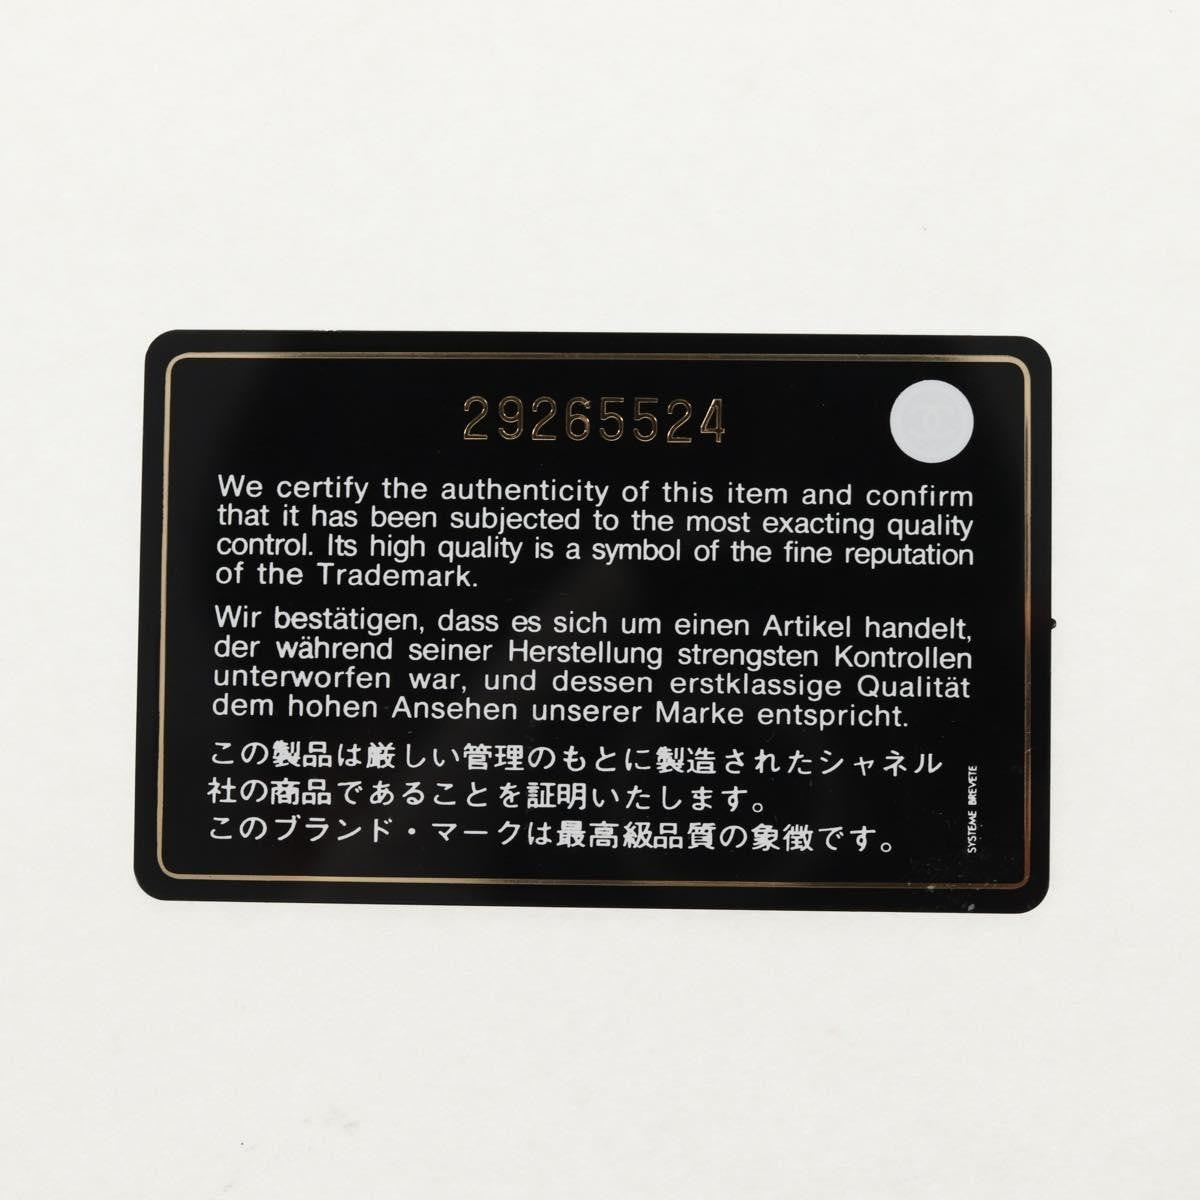 29265524
We certify the authenticity of this item and confirm
that it has been subjected to the most exacting quality
control. Its high quality is a symbol of the fine reputation
of the Trademark.
Wir bestätigen, dass es sich um einen Artikel handelt,
der während seiner Herstellung strengsten Kontrollen
unterworfen war, und dessen erstklassige Qualität
dem hohen Ansehen unserer Marke entspricht.
この製品は厳しい管理のもとに製造されたシャネル
社の商品であることを証明いたします。
このブランド・マークは最高級品質の象徴です。
SYSTEME BREVETE